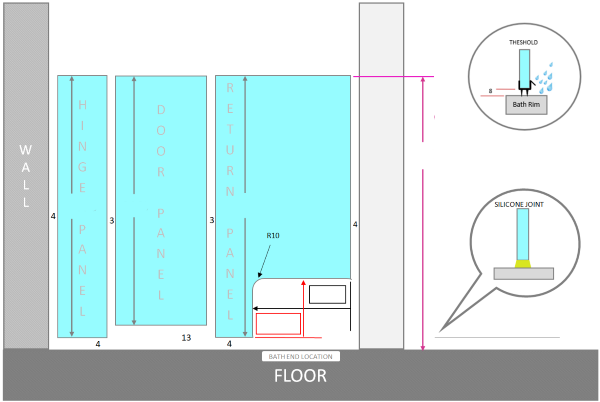 WALL
HINGE PANEL
DOOR PANEL
RETURN PANEL
4
3
3
4
R10
4
13
4
BATH END LOCATION
FLOOR
THESHOLD
8
Bath Rim
SILICONE JOINT